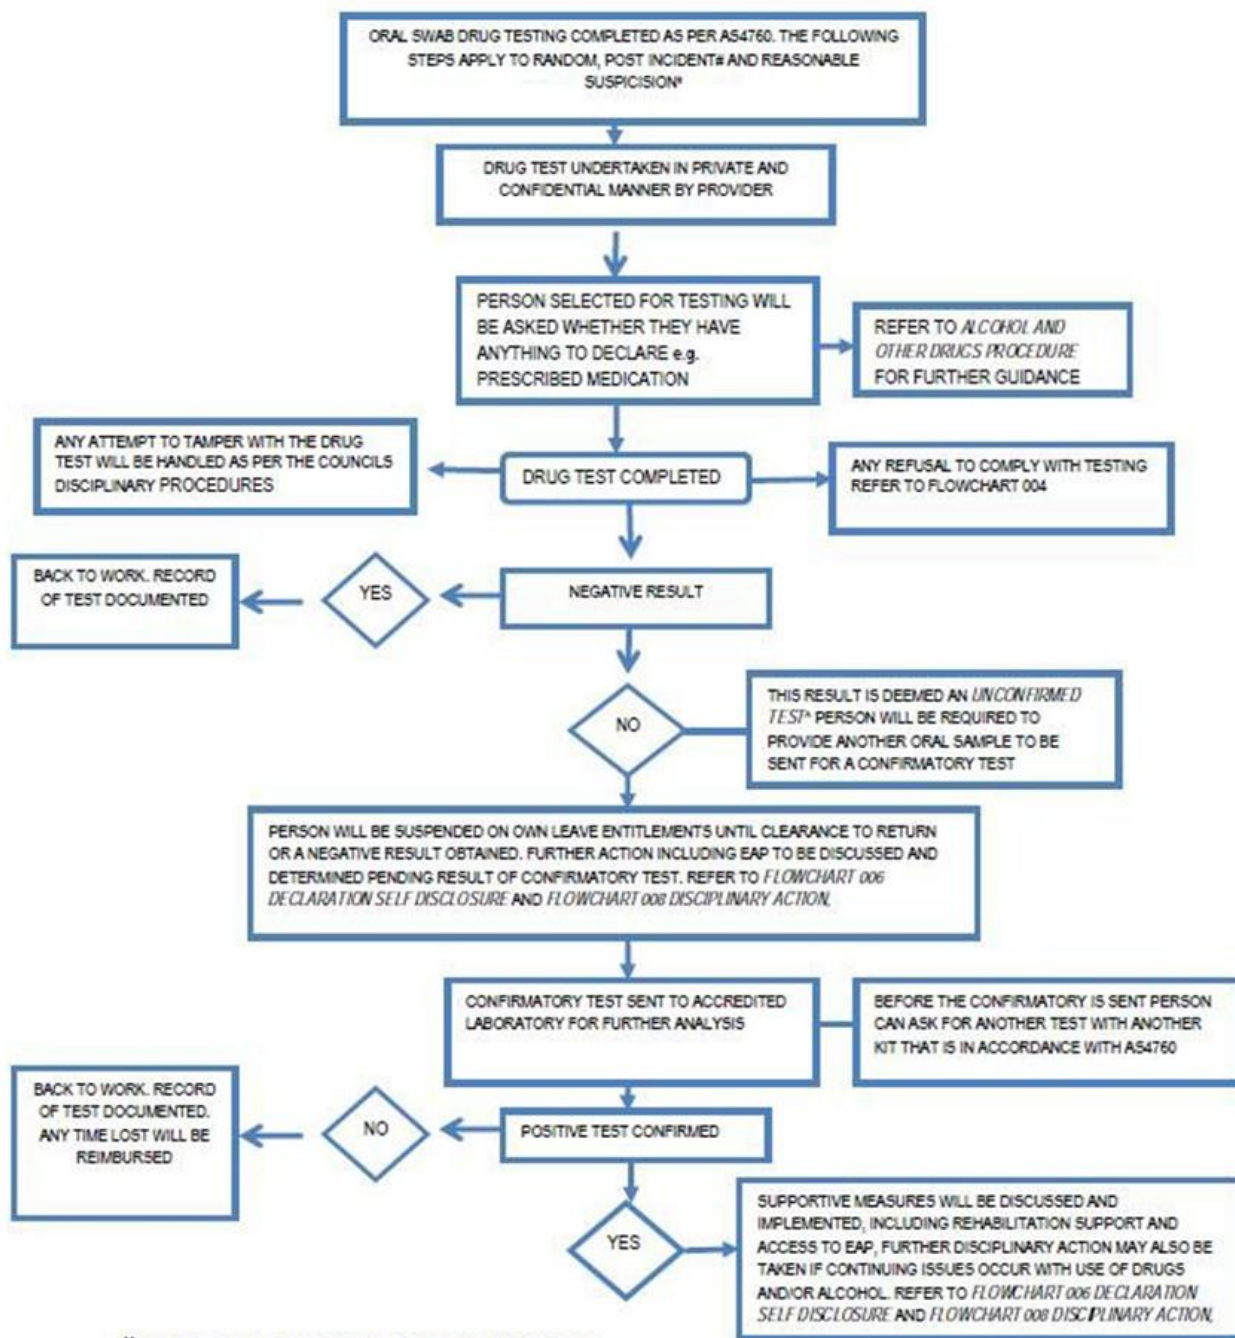 ORAL SWAB DRUG TESTING COMPLETED AS PER AS4760. THE FOLLOWING
STEPS APPLY TO RANDOM, POST INCIDENT# AND REASONABLE
SUSPICISION*
DRUG TEST UNDERTAKEN IN PRIVATE AND
CONFIDENTIAL MANNER BY PROVIDER
PERSON SELECTED FOR TESTING WILL
BE ASKED WHETHER THEY HAVE
ANYTHING TO DECLARE e.g.
PRESCRIBED MEDICATION
REFER TO ALCOHOL AND
OTHER DRUGS PROCEDURE
FOR FURTHER GUIDANCE
ANY ATTEMPT TO TAMPER WITH THE DRUG
TEST WILL BE HANDLED AS PER THE COUNCILS
DISCIPLINARY PROCEDURES
DRUG TEST COMPLETED
ANY REFUSAL TO COMPLY WITH TESTING
REFER TO FLOWCHART 004
BACK TO WORK. RECORD
OF TEST DOCUMENTED
YES
NEGATIVE RESULT
NO
THIS RESULT IS DEEMED AN UNCONFIRMED
TEST^ PERSON WILL BE REQUIRED TO
PROVIDE ANOTHER ORAL SAMPLE TO BE
SENT FOR A CONFIRMATORY TEST
PERSON WILL BE SUSPENDED ON OWN LEAVE ENTITLEMENTS UNTIL CLEARANCE TO RETURN
OR A NEGATIVE RESULT OBTAINED. FURTHER ACTION INCLUDING EAP TO BE DISCUSSED AND
DETERMINED PENDING RESULT OF CONFIRMATORY TEST. REFER TO FLOWCHART 006
DECLARATION SELF DISCLOSURE AND FLOWCHART 008 DISCIPLINARY ACTION,
CONFIRMATORY TEST SENT TO ACCREDITED
LABORATORY FOR FURTHER ANALYSIS
BEFORE THE CONFIRMATORY IS SENT PERSON
CAN ASK FOR ANOTHER TEST WITH ANOTHER
KIT THAT IS IN ACCORDANCE WITH AS4760
BACK TO WORK. RECORD
OF TEST DOCUMENTED.
ANY TIME LOST WILL BE
REIMBURSED
NO
POSITIVE TEST CONFIRMED
YES
SUPPORTIVE MEASURES WILL BE DISCUSSED AND
IMPLEMENTED, INCLUDING REHABILITATION SUPPORT AND
ACCESS TO EAP, FURTHER DISCIPLINARY ACTION MAY ALSO BE
TAKEN IF CONTINUING ISSUES OCCUR WITH USE OF DRUGS
AND/OR ALCOHOL. REFER TO FLOWCHART 006 DECLARATION
SELF DISCLOSURE AND FLOWCHART 008 DISCIPLINARY ACTION,